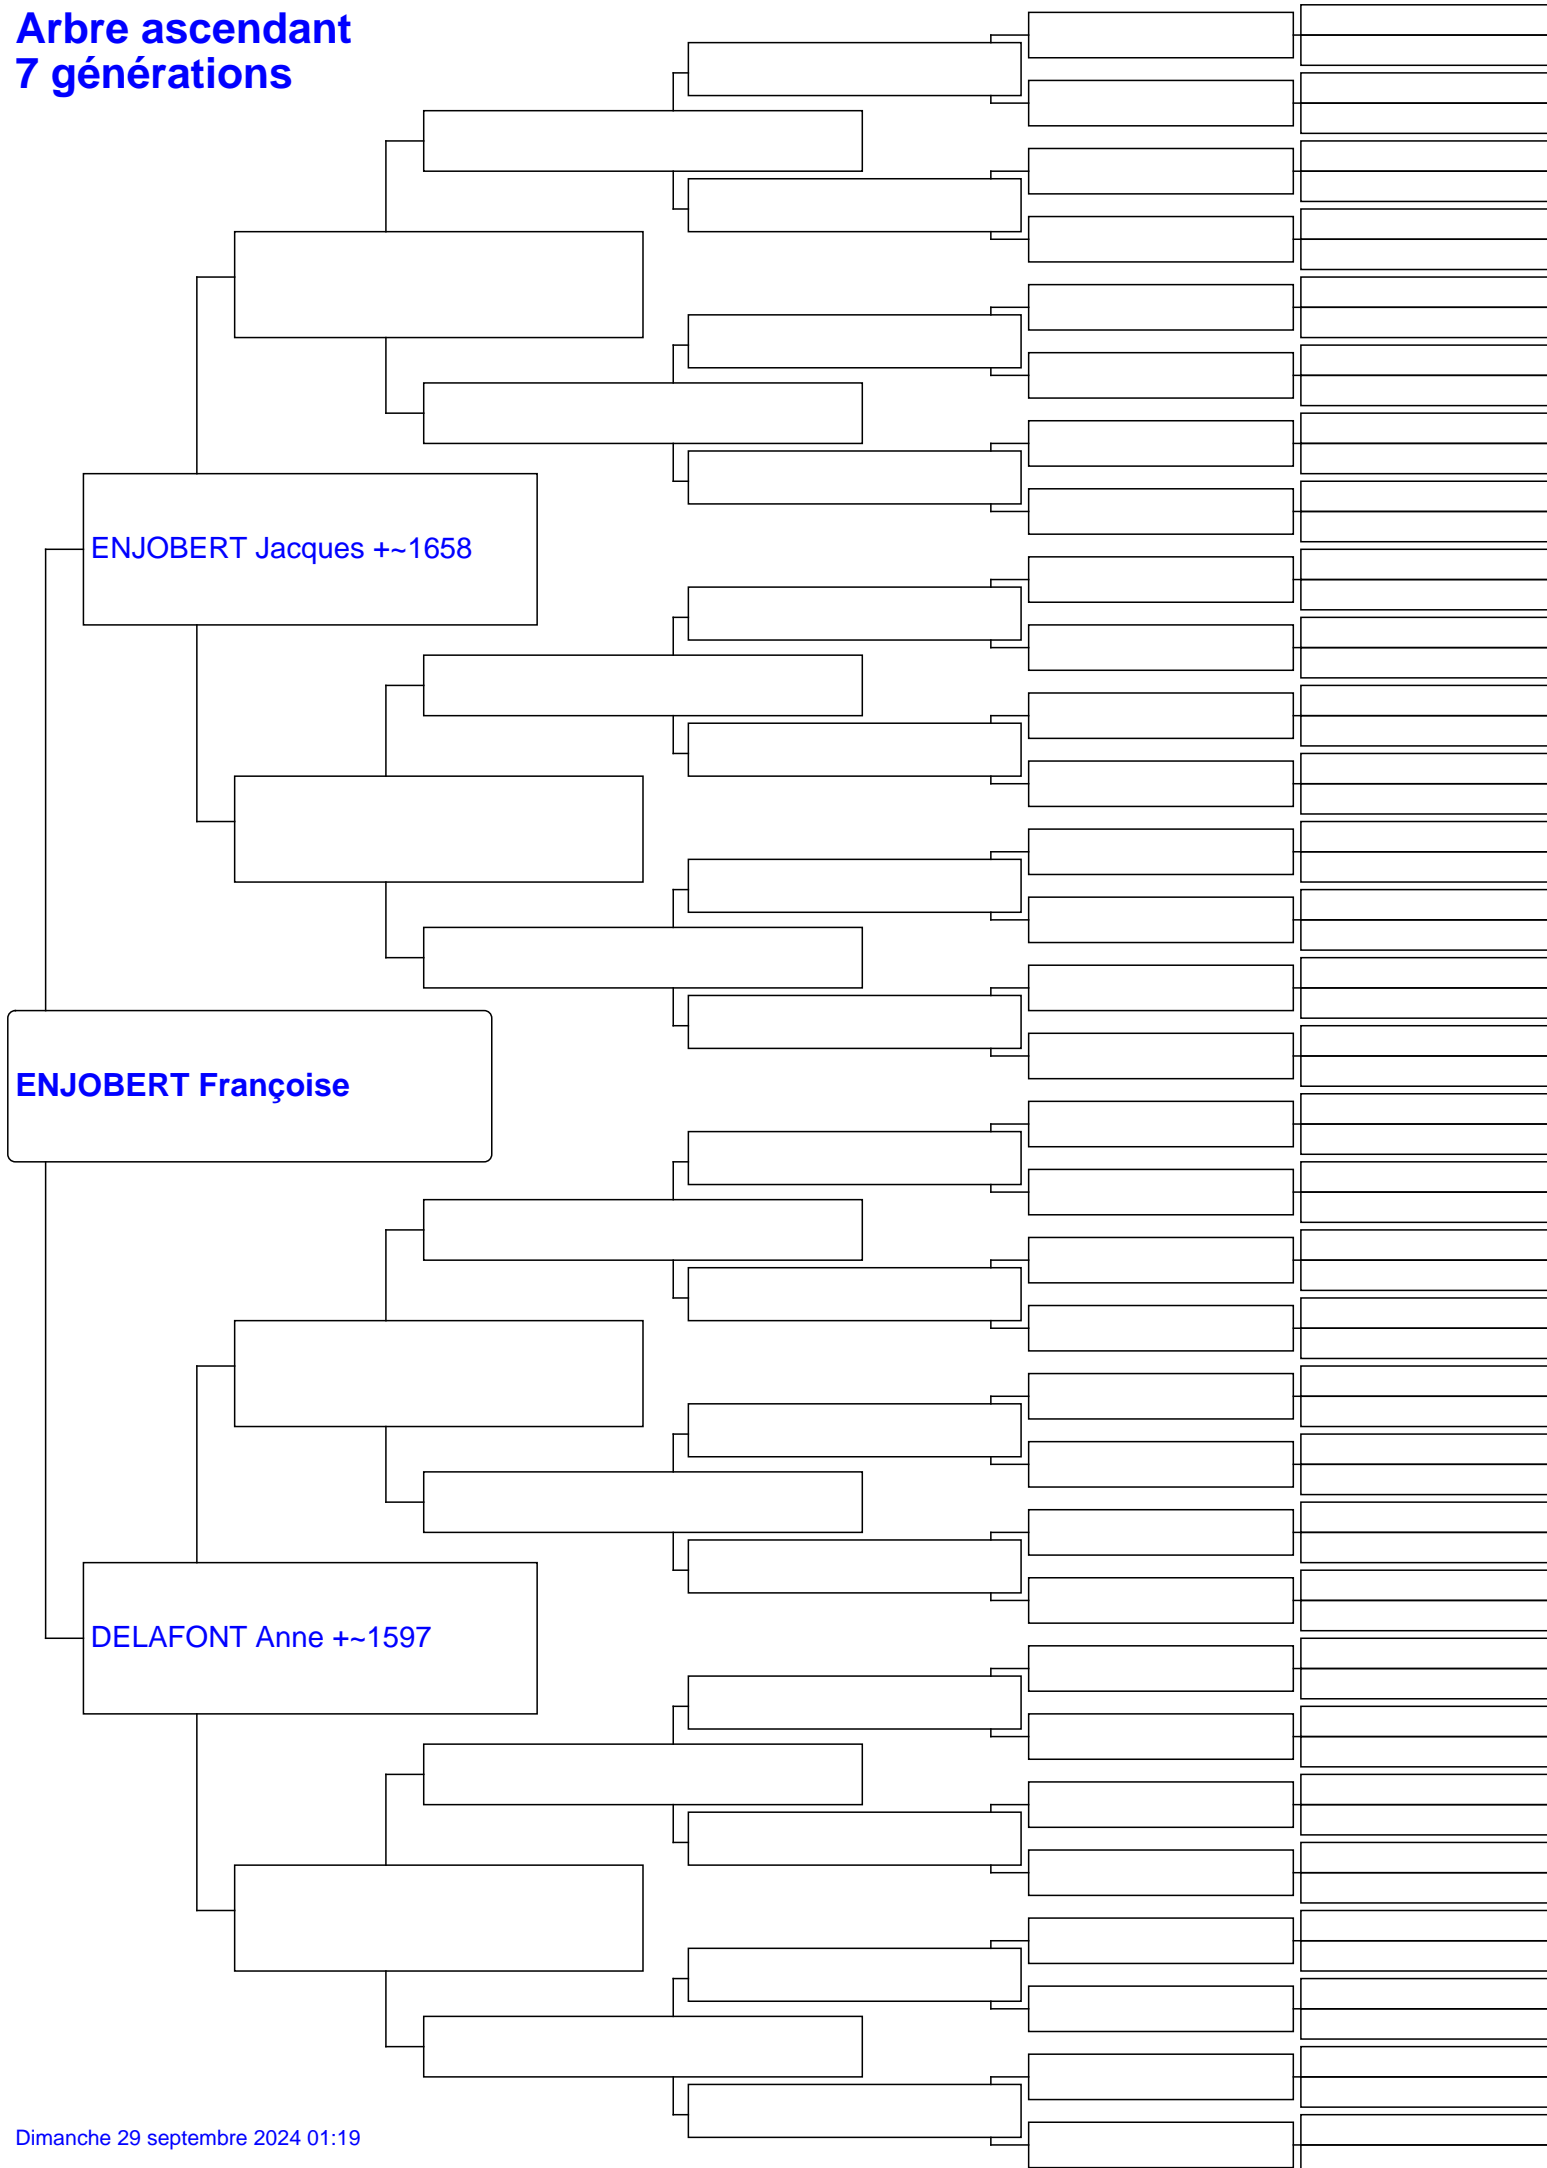 Arbre ascendant
7 générations
ENJOBERT Jacques +~1658
ENJOBERT Françoise
DELAFONT Anne +~1597
Dimanche 29 septembre 2024 01:19